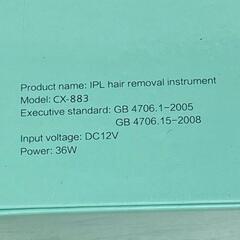 Product name: IPL hair removal instrument
Model: CX-883
Executive standard: GB 4706.1-2005
GB 4706.15-2008
Input voltage: DC12V
Power: 36W